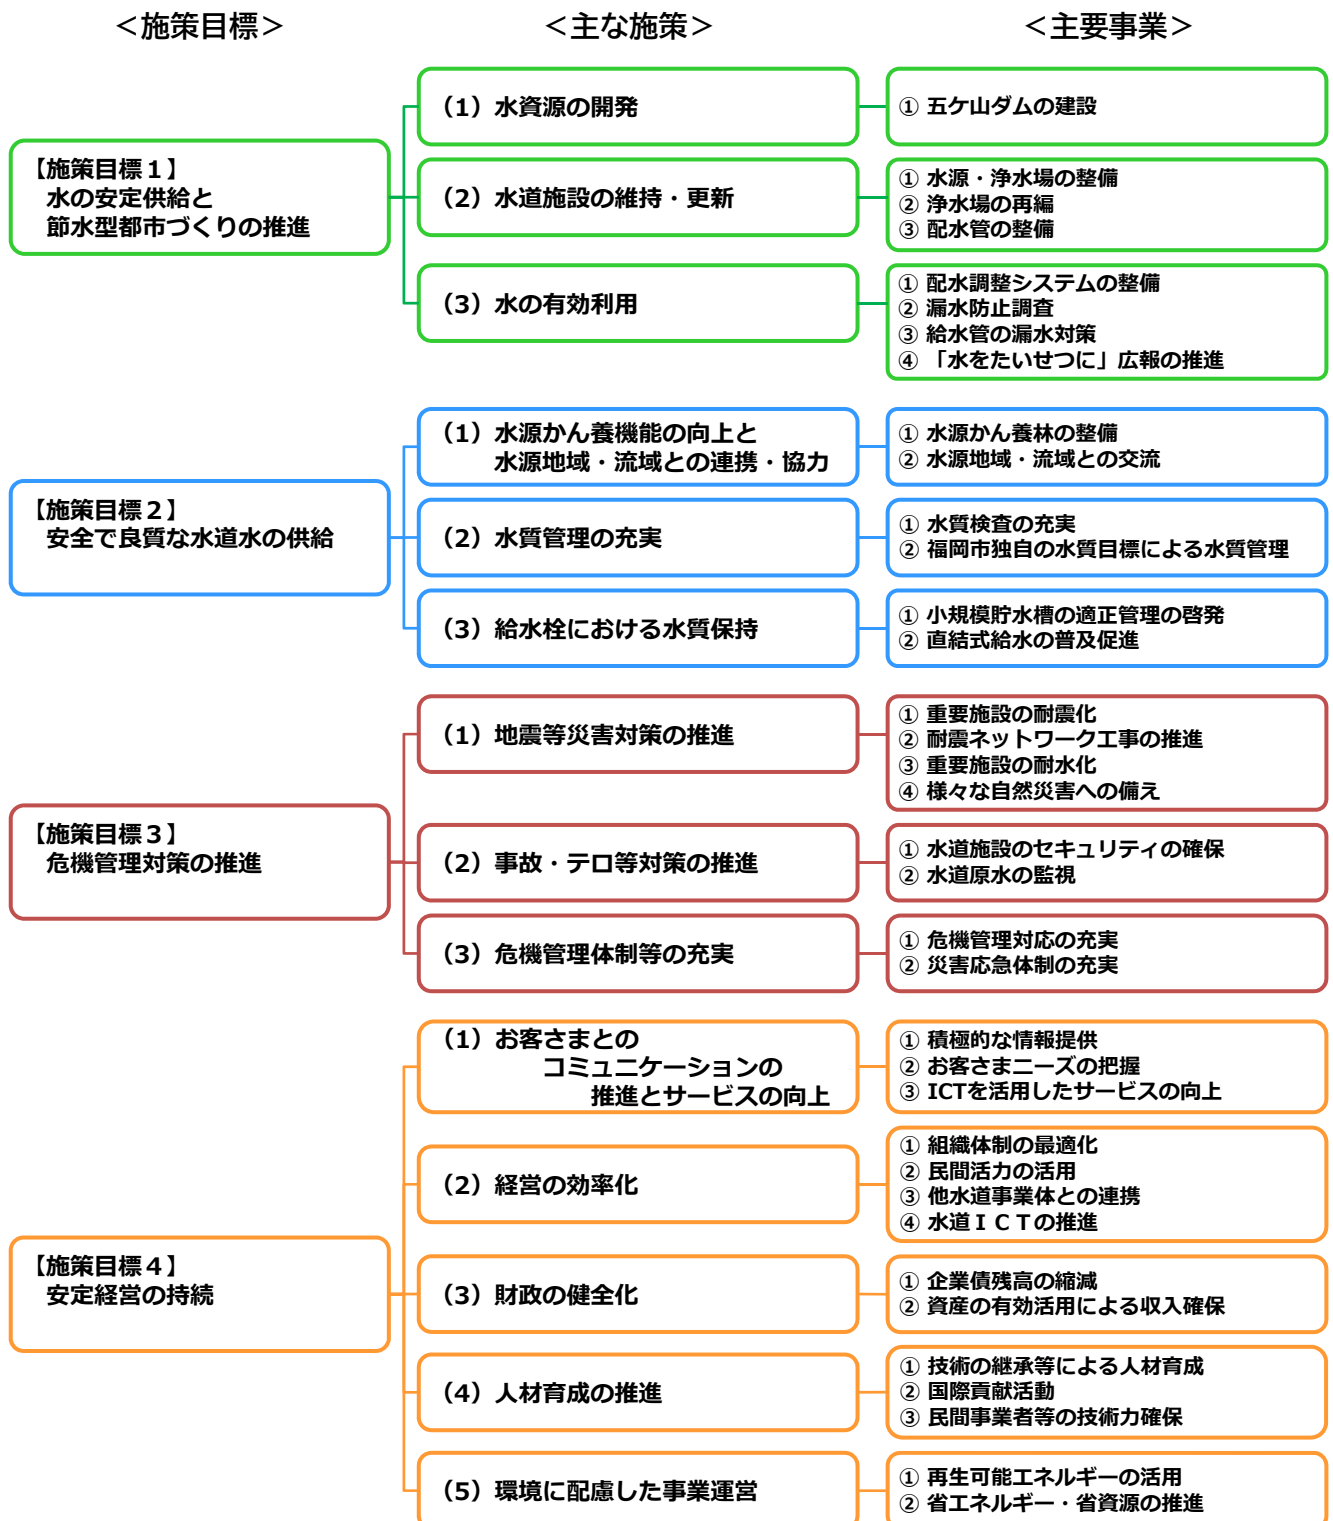 ＜施策目標＞ ＜主な施策＞ ＜主要事業＞
【施策目標１】
水の安定供給と
節水型都市づくりの推進
（1）水資源の開発
① 五ケ山ダムの建設
（2）水道施設の維持・更新
① 水源・浄水場の整備
② 浄水場の再編
③ 配水管の整備
（3）水の有効利用
① 配水調整システムの整備
② 漏水防止調査
③ 給水管の漏水対策
④ 「水をたいせつに」広報の推進
【施策目標２】
安全で良質な水道水の供給
（1）水源かん養機能の向上と
水源地域・流域との連携・協力
① 水源かん養林の整備
② 水源地域・流域との交流
（2）水質管理の充実
① 水質検査の充実
② 福岡市独自の水質目標による水質管理
（3）給水栓における水質保持
① 小規模貯水槽の適正管理の啓発
② 直結式給水の普及促進
【施策目標３】
危機管理対策の推進
（1）地震等災害対策の推進
① 重要施設の耐震化
② 耐震ネットワーク工事の推進
③ 重要施設の耐水化
④ 様々な自然災害への備え
（2）事故・テロ等対策の推進
① 水道施設のセキュリティの確保
② 水道原水の監視
（3）危機管理体制等の充実
① 危機管理対応の充実
② 災害応急体制の充実
【施策目標４】
安定経営の持続
（1）お客さまとの
コミュニケーションの
推進とサービスの向上
① 積極的な情報提供
② お客さまニーズの把握
③ ICTを活用したサービスの向上
（2）経営の効率化
① 組織体制の最適化
② 民間活力の活用
③ 他水道事業体との連携
④ 水道ＩＣＴの推進
（3）財政の健全化
① 企業債残高の縮減
② 資産の有効活用による収入確保
（4）人材育成の推進
① 技術の継承等による人材育成
② 国際貢献活動
③ 民間事業者等の技術力確保
（5）環境に配慮した事業運営
① 再生可能エネルギーの活用
② 省エネルギー・省資源の推進